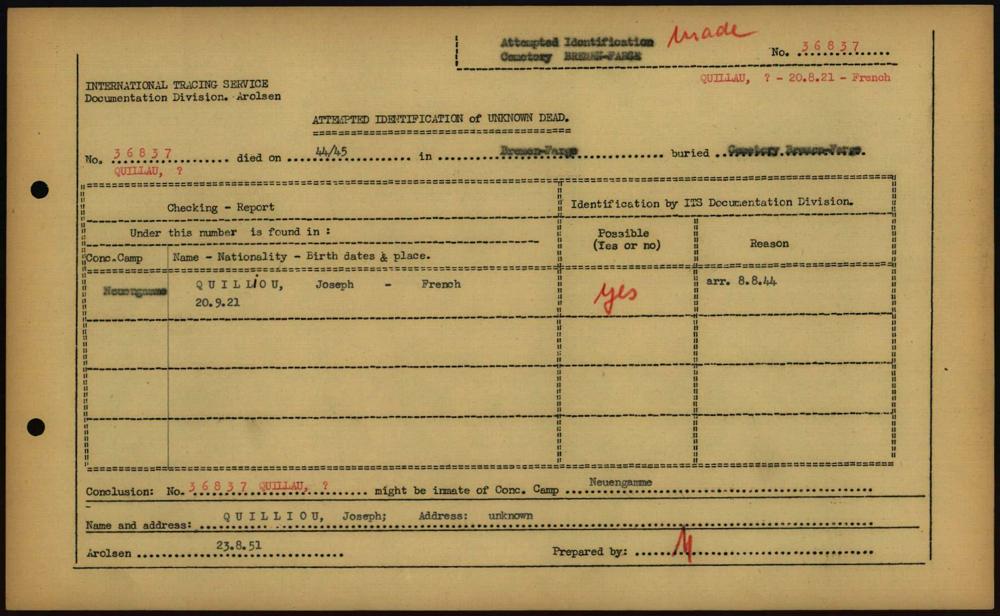 Attempted Identification made
Cemetery BREMEN-FARGE
No. 36837
QUILLAU, ? - 20.8.21 - French
INTERNATIONAL TRACING SERVICE
Documentation Division. Arolsen
ATTEMPTED IDENTIFICATION of UNKNOWN DEAD.
No. 36837 died on 44/45 in Bremen-Farge buried Cemetery Bremen-Farge.
QUILLAU, ?
Checking - Report
Identification by ITS Documentation Division.
Under this number is found in :
Possible
(Yes or no)
Reason
Conc.Camp
Name - Nationality - Birth dates & place.
Neuengamme
QUILLIOU, Joseph - French
20.9.21
yes
arr. 8.8.44
Conclusion: No. 36837 QUILLAU, ? might be inmate of Conc. Camp Neuengamme
Name and address: QUILLIOU, Joseph; Address: unknown
Arolsen 23.8.51
Prepared by: